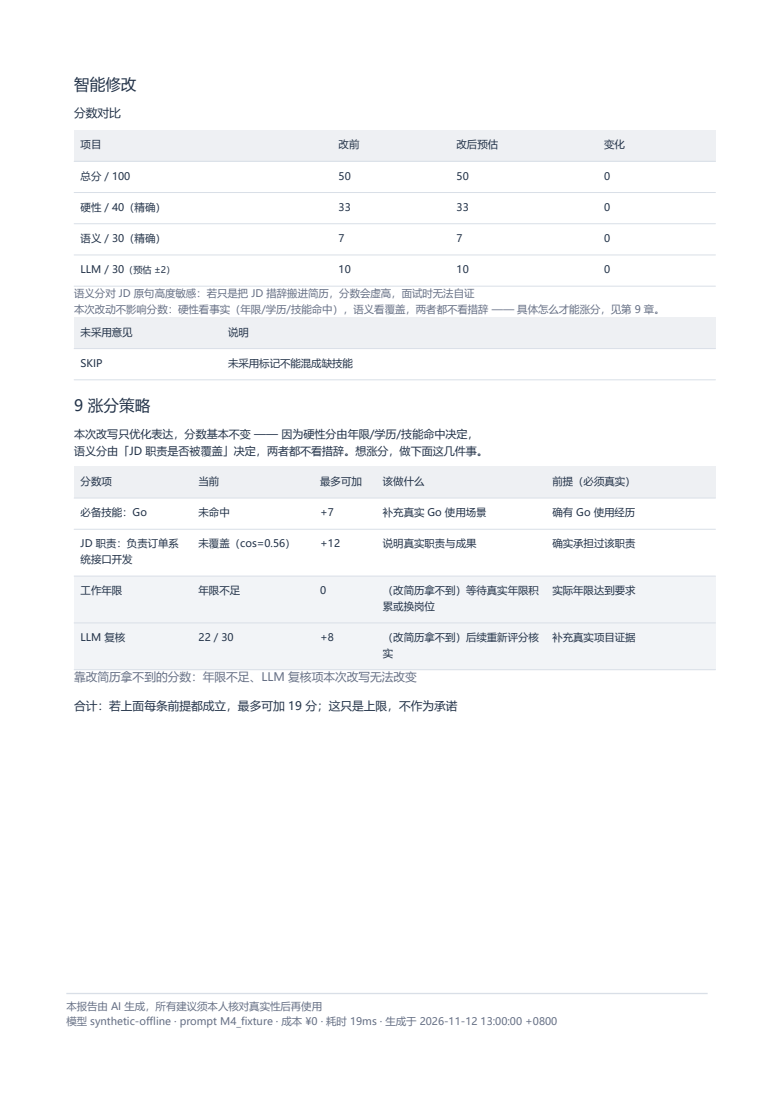 智能修改
分数对比
项目 改前 改后预估 变化
总分 / 100 50 50 0
硬性 / 40（精确） 33 33 0
语义 / 30（精确） 7 7 0
LLM / 30（预估 ±2） 10 10 0
语义分对 JD 原句高度敏感：若只是把 JD 措辞搬进简历，分数会虚高，面试时无法自证
本次改动不影响分数：硬性看事实（年限/学历/技能命中），语义看覆盖，两者都不看措辞 —— 具体怎么才能涨分，见第 9 章。
未采用意见 说明
SKIP 未采用标记不能混成缺技能
9 涨分策略
本次改写只优化表达，分数基本不变 —— 因为硬性分由年限/学历/技能命中决定，
语义分由「JD 职责是否被覆盖」决定，两者都不看措辞。想涨分，做下面这几件事。
分数项 当前 最多可加 该做什么 前提（必须真实）
必备技能：Go 未命中 +7 补充真实 Go 使用场景 确有 Go 使用经历
JD 职责：负责订单系 未覆盖（cos=0.56） +12 说明真实职责与成果 确实承担过该职责
统接口开发
工作年限 年限不足 0 （改简历拿不到）等待真实年限积 实际年限达到要求
累或换岗位
LLM 复核 22 / 30 +8 （改简历拿不到）后续重新评分核 补充真实项目证据
实
靠改简历拿不到的分数：年限不足、LLM 复核项本次改写无法改变
合计：若上面每条前提都成立，最多可加 19 分；这只是上限，不作为承诺
本报告由 AI 生成，所有建议须本人核对真实性后再使用
模型 synthetic-offline · prompt M4_fixture · 成本 ¥0 · 耗时 19ms · 生成于 2026-11-12 13:00:00 +0800